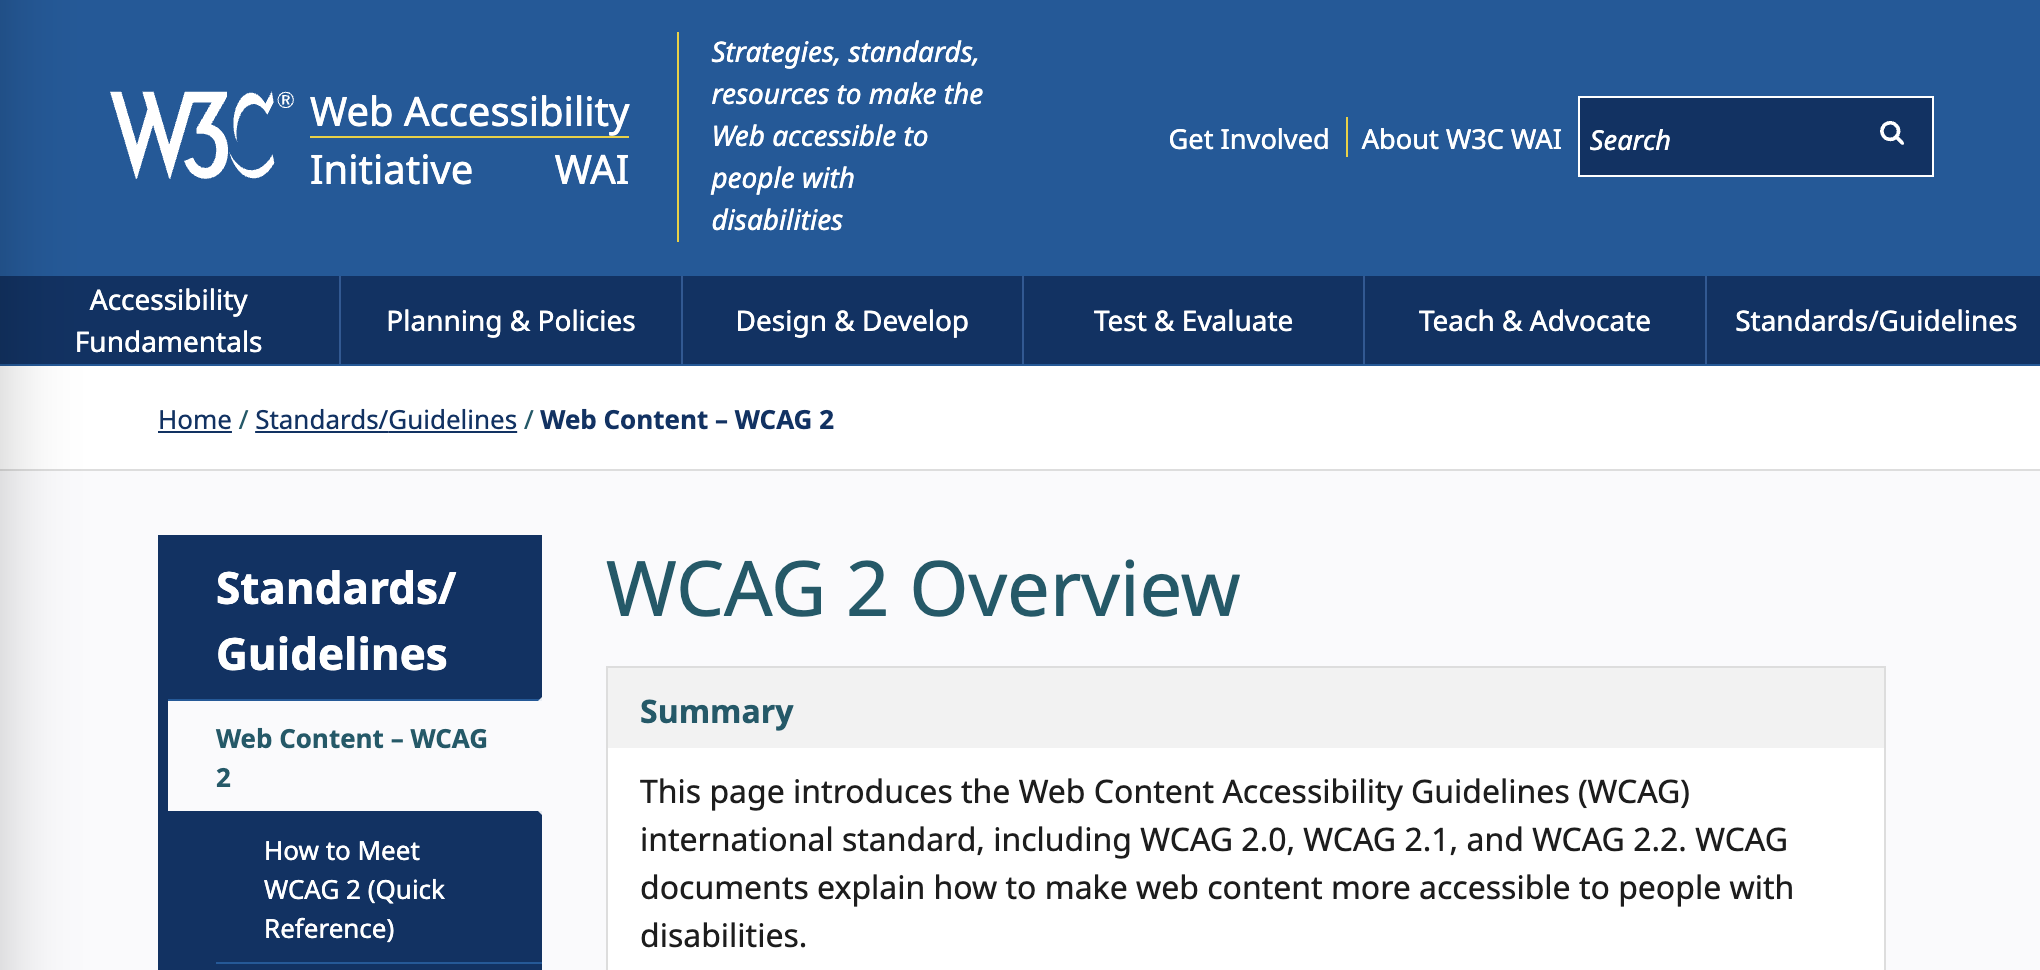 W3C®
Web Accessibility
Initiative WAI
Strategies, standards,
resources to make the
Web accessible to
people with
disabilities
Get Involved
About W3C WAI
Search
Accessibility
Fundamentals
Planning & Policies
Design & Develop
Test & Evaluate
Teach & Advocate
Standards/Guidelines
Home / Standards/Guidelines / Web Content – WCAG 2
Standards/
Guidelines
Web Content – WCAG
2
How to Meet
WCAG 2 (Quick
Reference)
WCAG 2 Overview
Summary
This page introduces the Web Content Accessibility Guidelines (WCAG)
international standard, including WCAG 2.0, WCAG 2.1, and WCAG 2.2. WCAG
documents explain how to make web content more accessible to people with
disabilities.